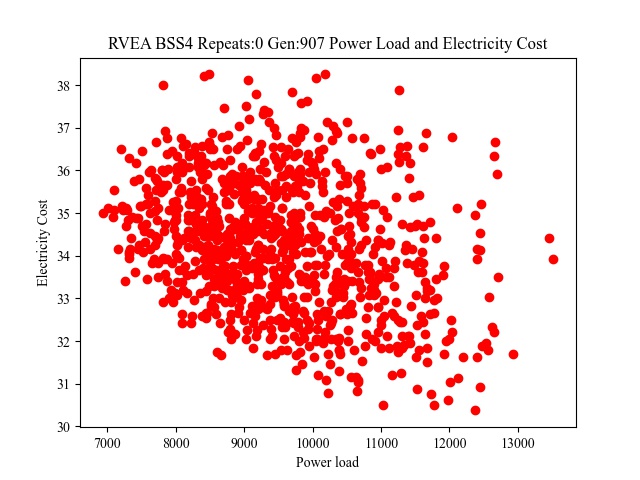 RVEA BSS4 Repeats:0 Gen:907 Power Load and Electricity Cost
Electricity Cost
38
37
36
35
34
33
32
31
30
7000 8000 9000 10000 11000 12000 13000
Power load